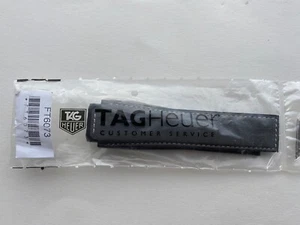 FT6073
TAG
HEUER
TAGHeuer
CUSTOMER SERVICE